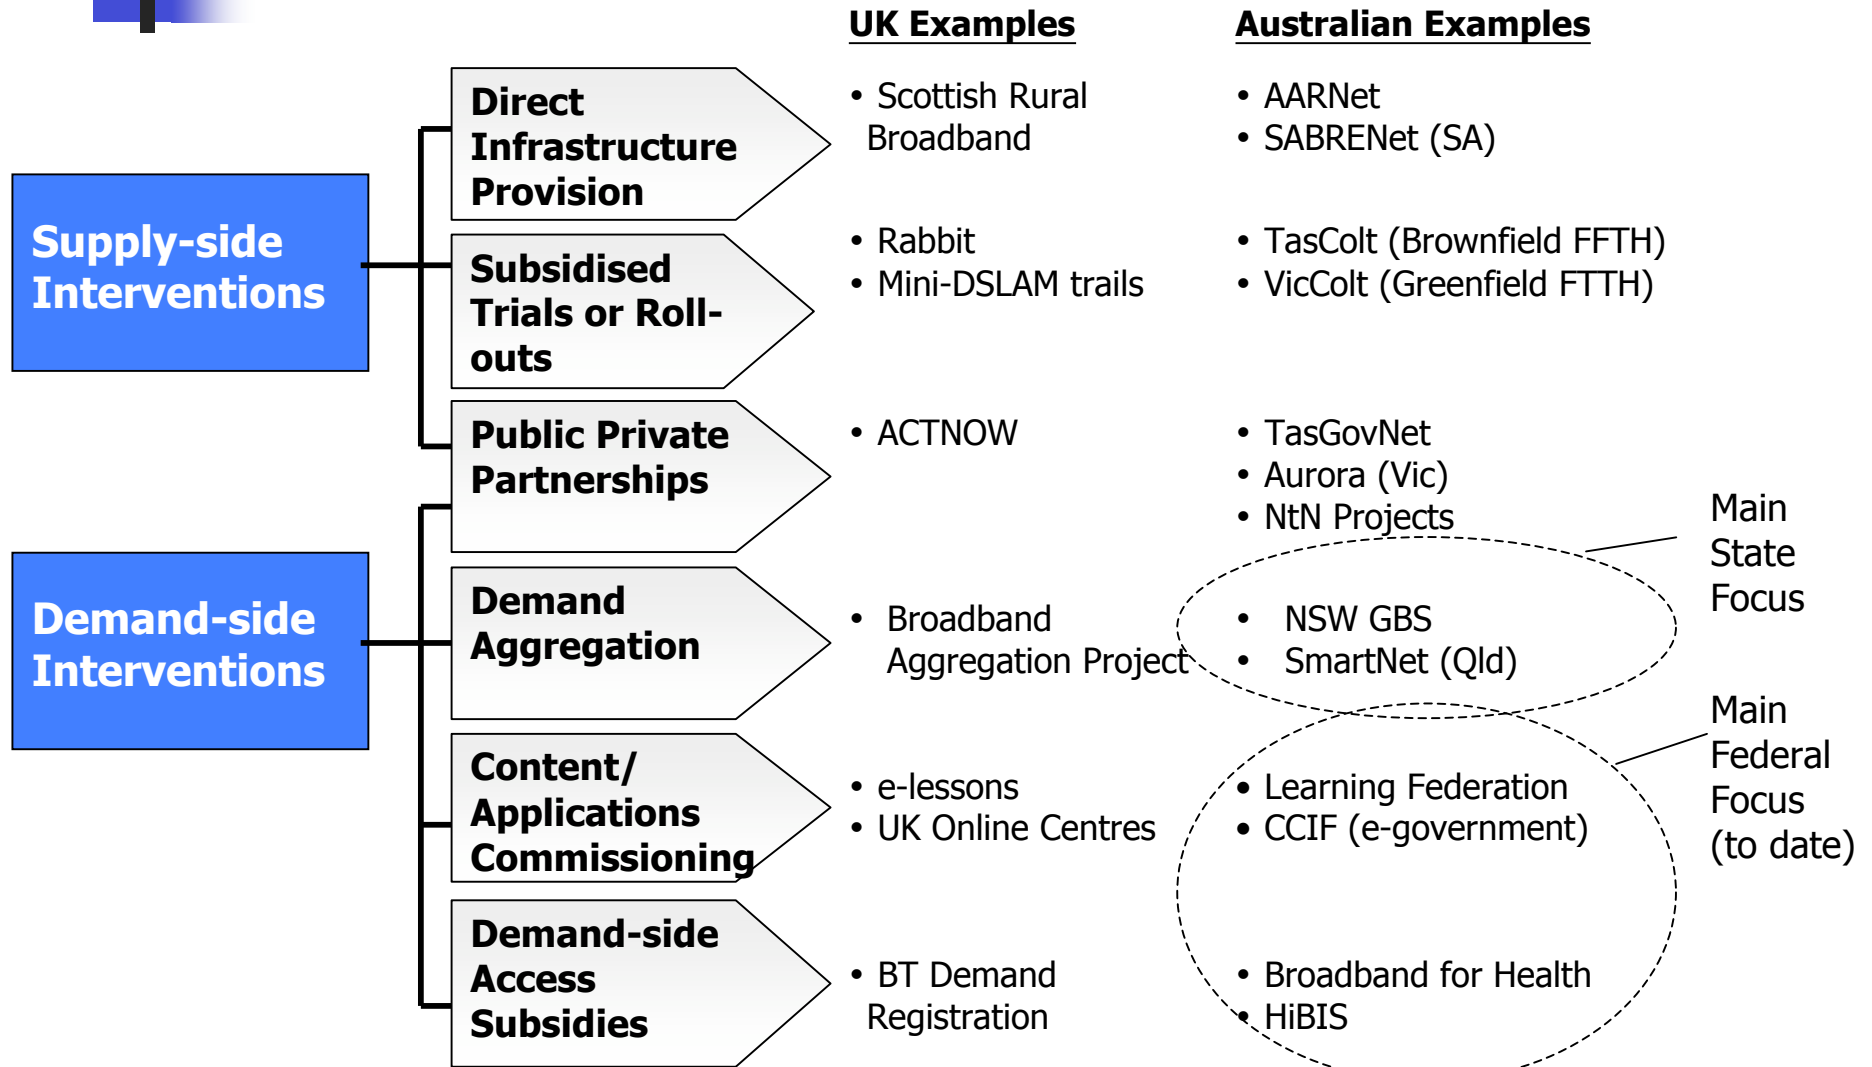 UK Examples
Australian Examples
Supply-side
Interventions
Direct
Infrastructure
Provision
• Scottish Rural
Broadband
• AARNet
• SABRENet (SA)
Subsidised
Trials or Roll-
outs
• Rabbit
• Mini-DSLAM trails
• TasColt (Brownfield FFTH)
• VicColt (Greenfield FTTH)
Public Private
Partnerships
• ACTNOW
• TasGovNet
• Aurora (Vic)
• NtN Projects
Main
State
Focus
Demand-side
Interventions
Demand
Aggregation
• Broadband
Aggregation Project
• NSW GBS
• SmartNet (Qld)
Main
Federal
Focus
(to date)
Content/
Applications
Commissioning
• e-lessons
• UK Online Centres
• Learning Federation
• CCIF (e-government)
Demand-side
Access
Subsidies
• BT Demand
Registration
• Broadband for Health
• HiBIS